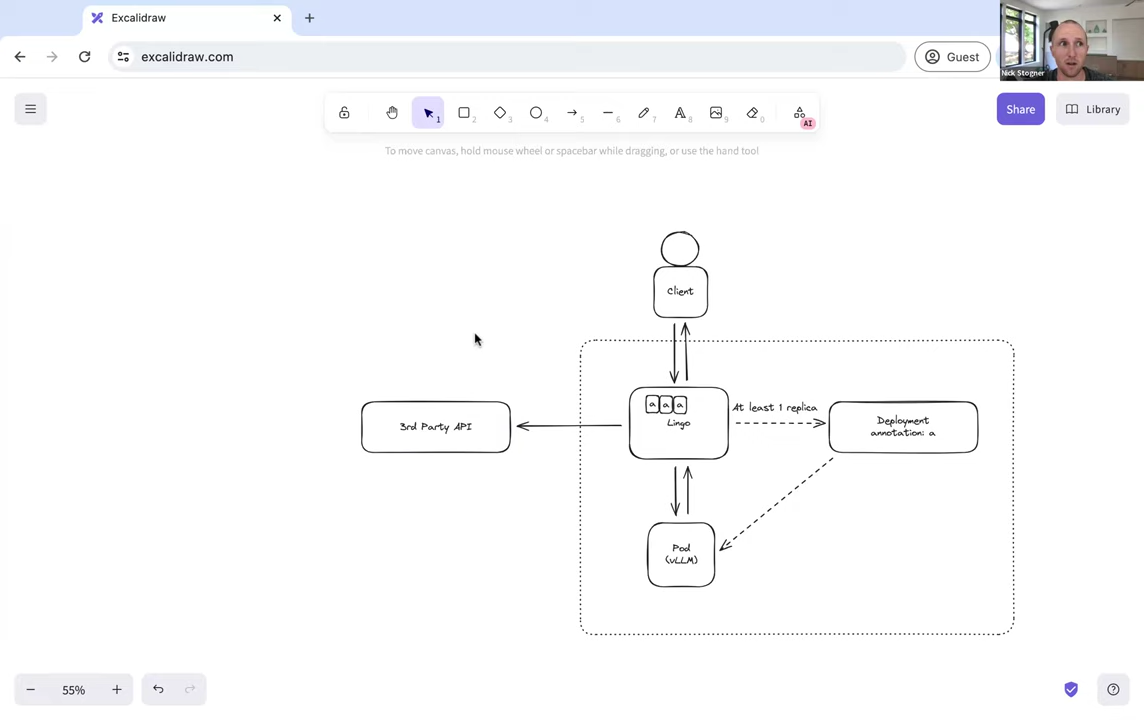 Excalidraw
excalidraw.com
Guest
Nick Stogner
1
2
3
4
5
6
7
8
9
0
AI
Share
Library
To move canvas, hold mouse wheel or spacebar while dragging, or use the hand tool
Client
a a a
Lingo
At least 1 replica
Deployment
annotation: a
3rd Party API
Pod
(vLLM)
55%